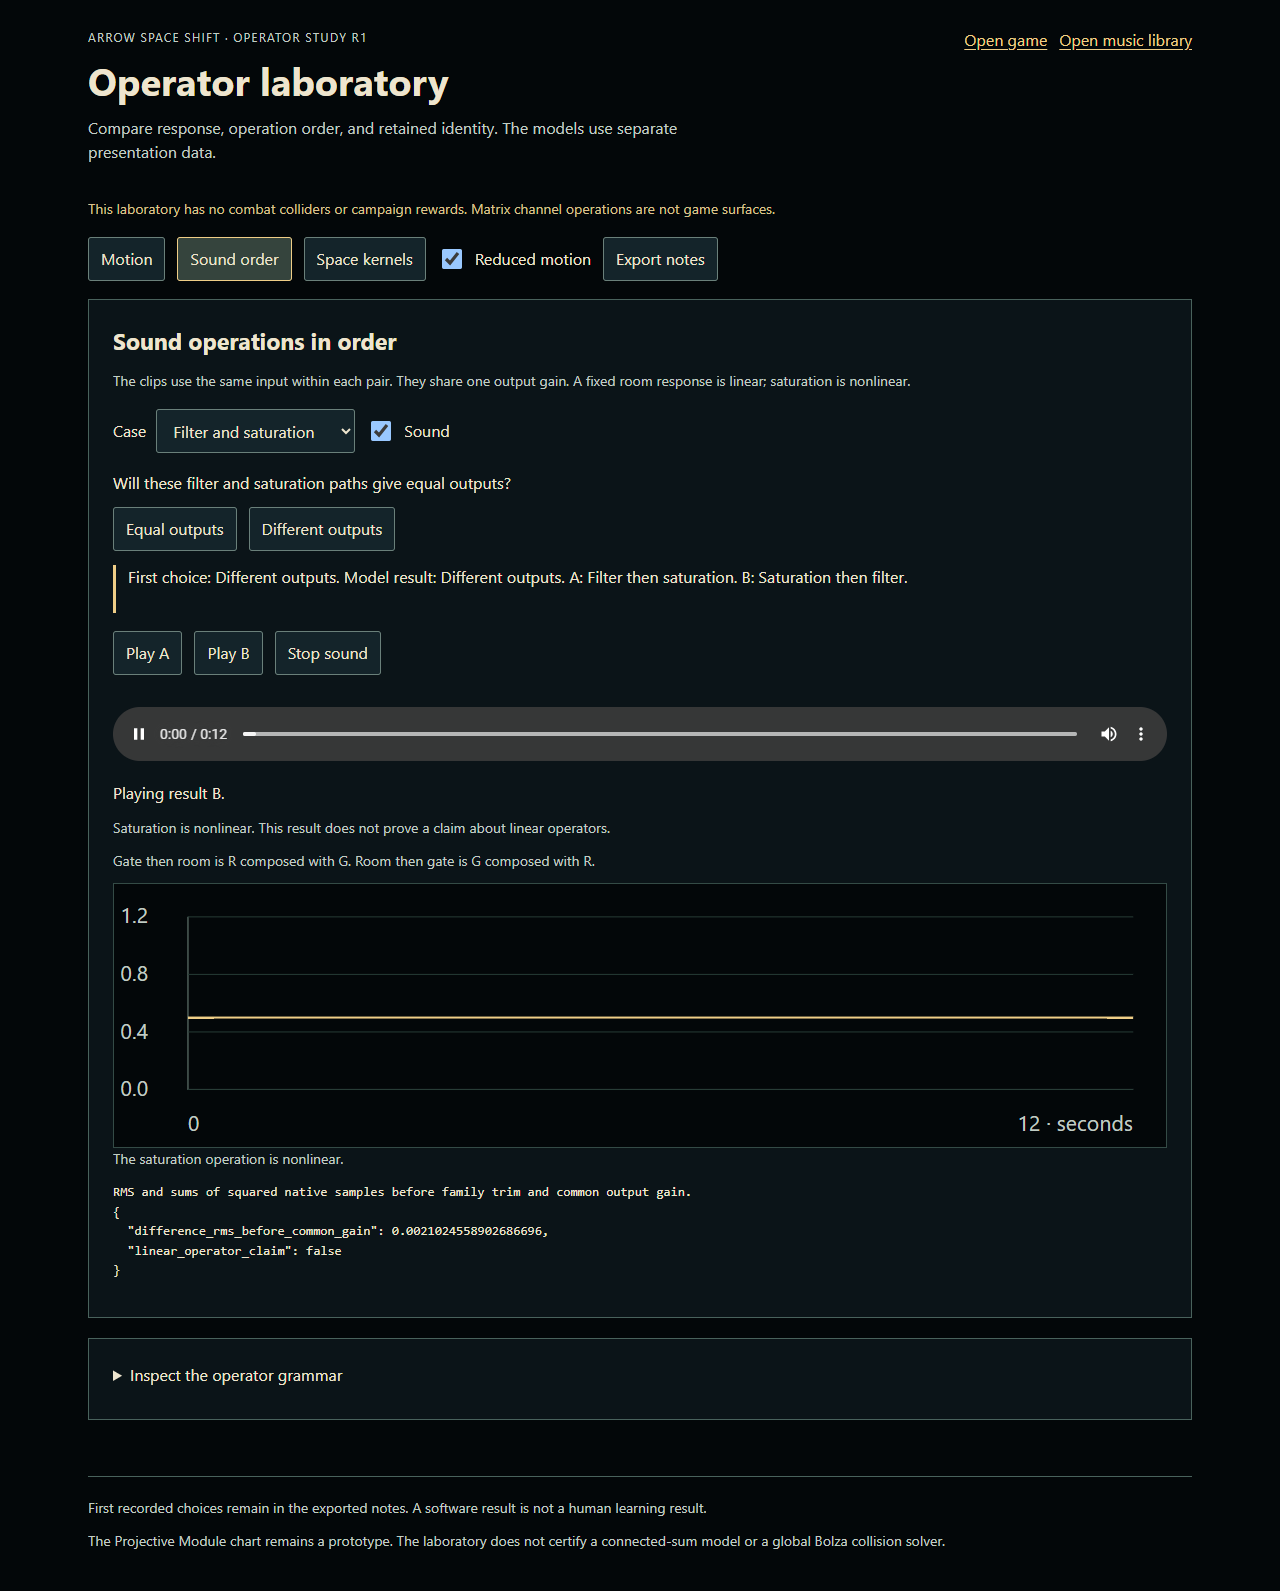 ARROW SPACE SHIFT · OPERATOR STUDY R1
Open game Open music library
Operator laboratory
Compare response, operation order, and retained identity. The models use separate
presentation data.
This laboratory has no combat colliders or campaign rewards. Matrix channel operations are not game surfaces.
Motion Sound order Space kernels Reduced motion Export notes
Sound operations in order
The clips use the same input within each pair. They share one output gain. A fixed room response is linear; saturation is nonlinear.
Case Filter and saturation Sound
Will these filter and saturation paths give equal outputs?
Equal outputs Different outputs
First choice: Different outputs. Model result: Different outputs. A: Filter then saturation. B: Saturation then filter.
Play A Play B Stop sound
0:00 / 0:12
Playing result B.
Saturation is nonlinear. This result does not prove a claim about linear operators.
Gate then room is R composed with G. Room then gate is G composed with R.
1.2
0.8
0.4
0.0
0 12 · seconds
The saturation operation is nonlinear.
RMS and sums of squared native samples before family trim and common output gain.
{
"difference_rms_before_common_gain": 0.0021024558902686696,
"linear_operator_claim": false
}
Inspect the operator grammar
First recorded choices remain in the exported notes. A software result is not a human learning result.
The Projective Module chart remains a prototype. The laboratory does not certify a connected-sum model or a global Bolza collision solver.